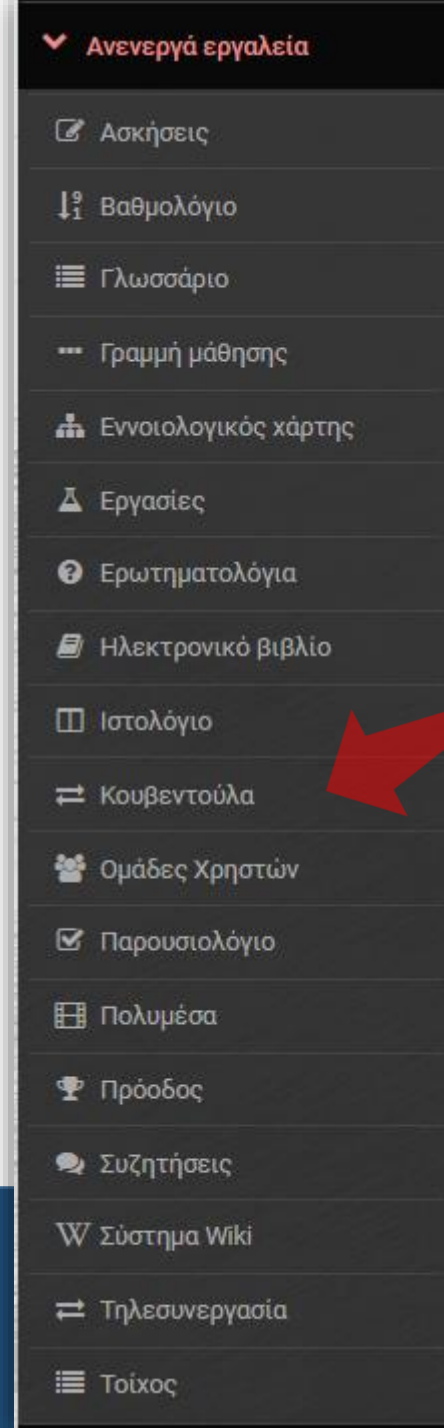 Ανενεργά εργαλεία
Ασκήσεις
Βαθμολόγιο
Γλωσσάριο
Γραμμή μάθησης
Εννοιολογικός χάρτης
Εργασίες
Ερωτηματολόγια
Ηλεκτρονικό βιβλίο
Ιστολόγιο
Κουβεντούλα
Ομάδες Χρηστών
Παρουσιολόγιο
Πολυμέσα
Πρόοδος
Συζητήσεις
Σύστημα Wiki
Τηλεσυνεργασία
Τοίχος